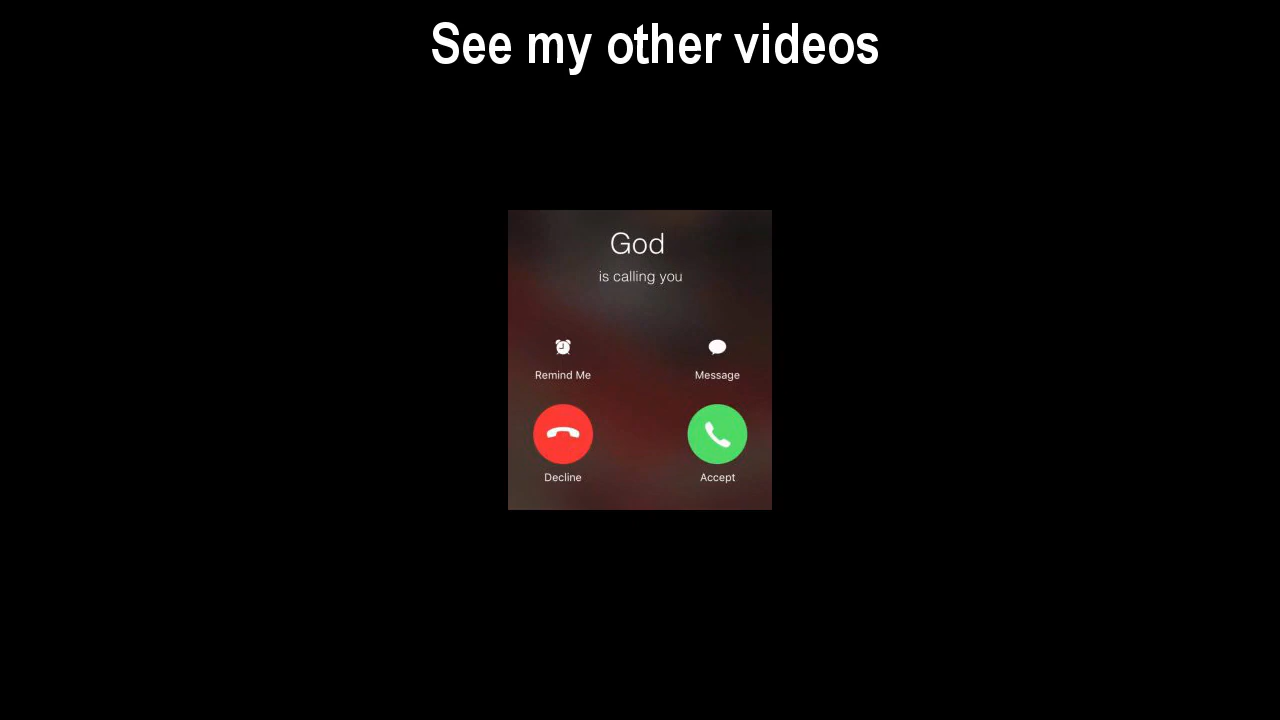 See my other videos
God
is calling you
Remind Me
Message
Decline
Accept